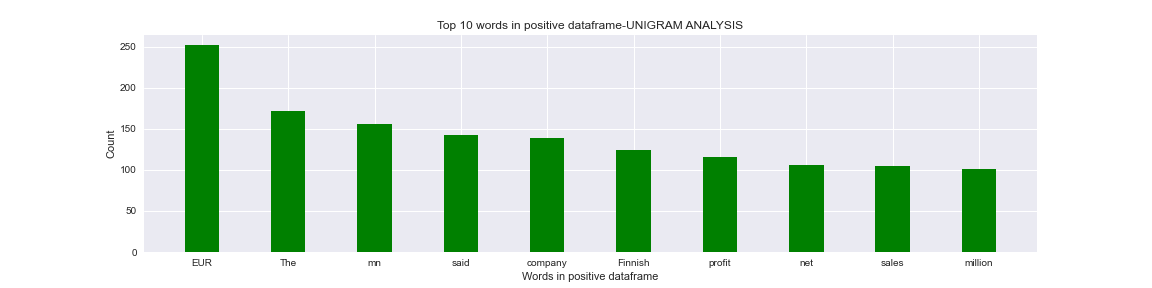 Top 10 words in positive dataframe-UNIGRAM ANALYSIS
Count
250
200
150
100
50
0
EUR The mn said company Finnish profit net sales million
Words in positive dataframe